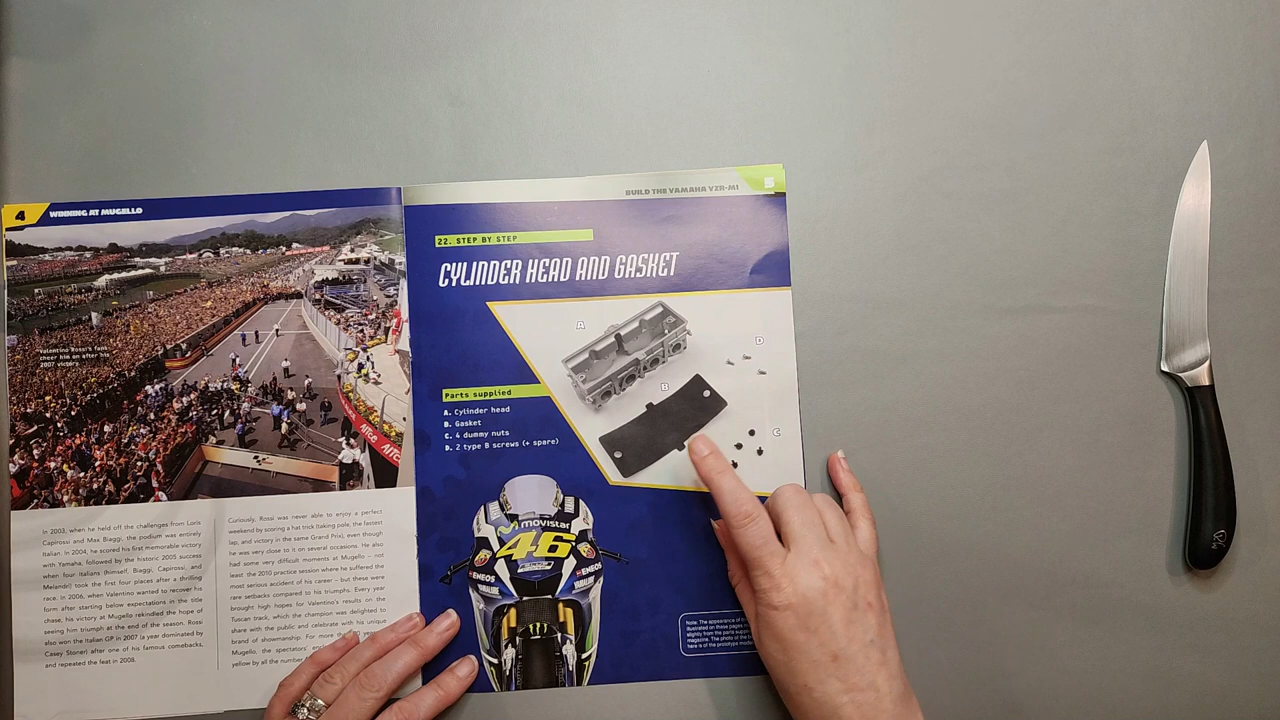 4 WINNING AT MUGELLO
Valentino Rossi's fans
cheer him on after his
2007 victory.
In 2003, when he held off the challenges from Loris
Capirossi and Max Biaggi, the podium was entirely
Italian. In 2004, he scored his first memorable victory
with Yamaha, followed by the historic 2005 success
when four Italians (himself, Biaggi, Capirossi, and
Melandri) took the first four places after a thrilling
race. In 2006, when Valentino wanted to recover his
form after starting below expectations in the title
chase, his victory at Mugello rekindled the hope of
seeing him triumph at the end of the season. Rossi
also won the Italian GP in 2007 (a year dominated by
Casey Stoner) after one of his famous comebacks,
and repeated the feat in 2008.
Curiously, Rossi was never able to enjoy a perfect
weekend by scoring a hat trick (taking pole, the fastest
lap, and victory in the same Grand Prix), even though
he was very close to it on several occasions. He also
had some very difficult moments at Mugello – not
least the 2010 practice session where he suffered the
most serious accident of his career – but these were
rare setbacks compared to his triumphs. Every year
brought high hopes for Valentino's results on the
Tuscan track, which the champion was delighted to
share with the public and celebrate with his unique
brand of showmanship. For more
Mugello, the spectators'
yellow by all the number
BUILD THE YAMAHA YZR-M1 5
22. STEP BY STEP
CYLINDER HEAD AND GASKET
A
B
C
D
Parts supplied
A. Cylinder head
B. Gasket
C. 4 dummy nuts
D. 2 type B screws (+ spare)
movistar
46
ENEOS
ENEOS
YAMALUBE
YAMALUBE
Note: The appearance of
illustrated on these pages
slightly from the parts
magazine. The photo of the
here is of the prototype